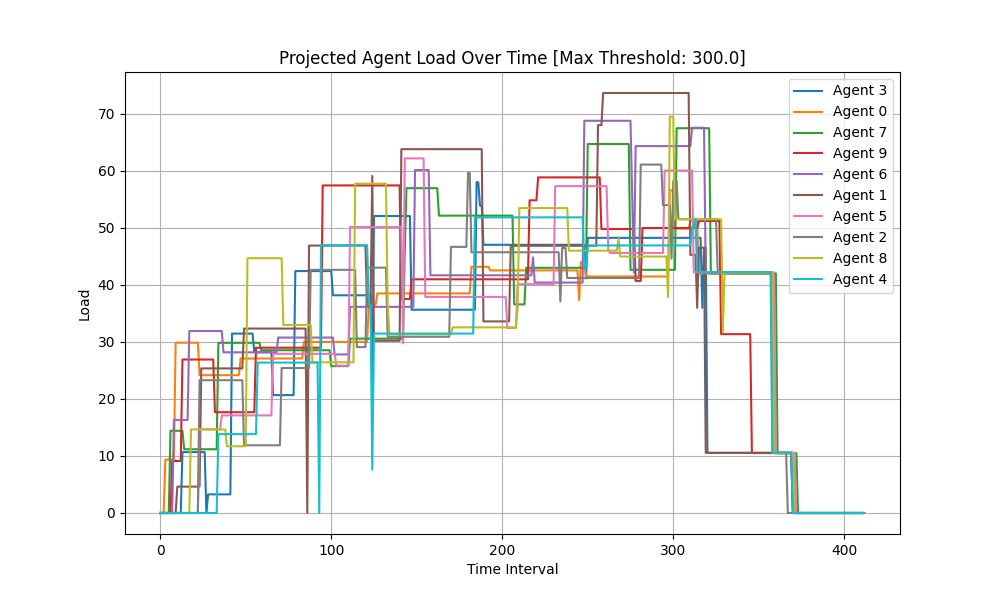 Projected Agent Load Over Time [Max Threshold: 300.0]
Load
70
60
50
40
30
20
10
0
0 100 200 300 400
Time Interval
Agent 3
Agent 0
Agent 7
Agent 9
Agent 6
Agent 1
Agent 5
Agent 2
Agent 8
Agent 4